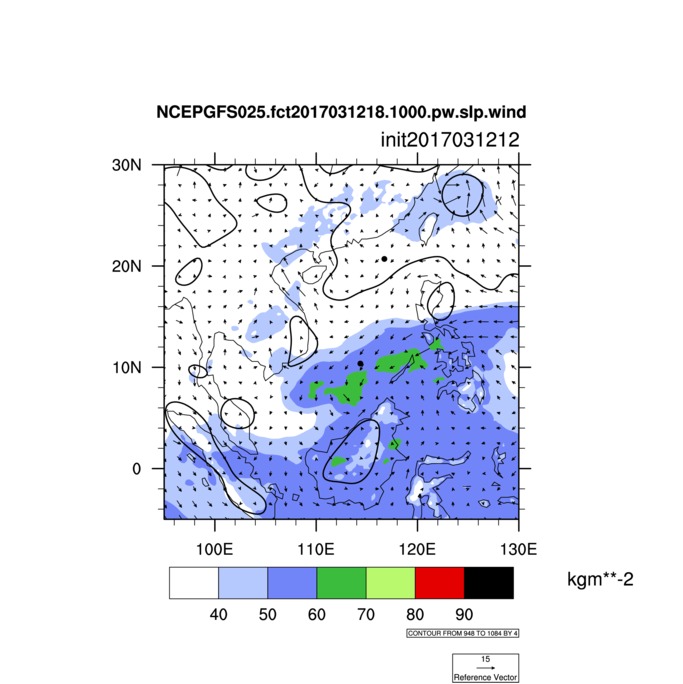 NCEPGFS025.fct2017031218.1000.pw.slp.wind
init2017031212
30N
20N
10N
0
100E 110E 120E 130E
kgm**-2
40 50 60 70 80 90
CONTOUR FROM 948 TO 1084 BY 4
15
Reference Vector